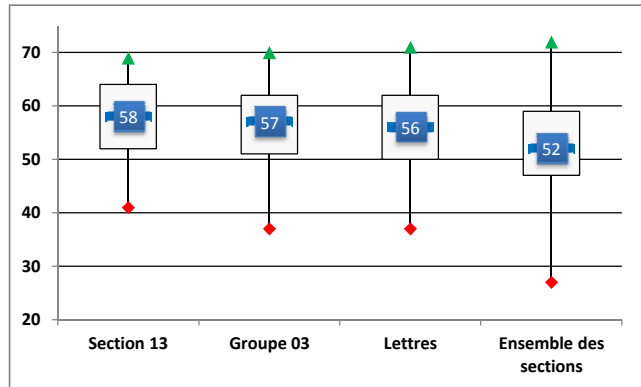 70
60
50
40
30
20
58
57
56
52
Section 13
Groupe 03
Lettres
Ensemble des
sections